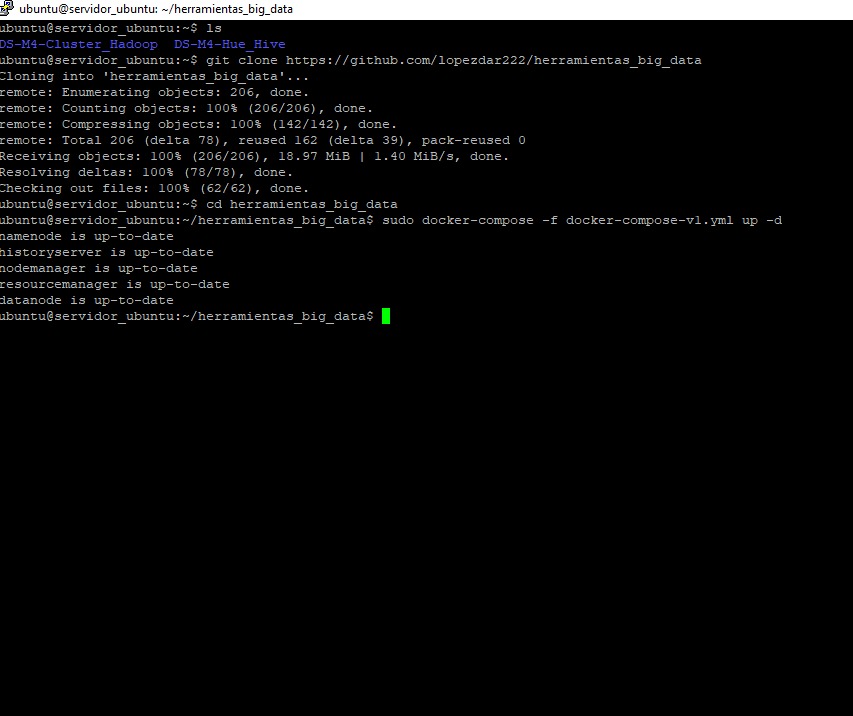 ubuntu@servidor_ubuntu: ~/herramientas_big_data
ubuntu@servidor_ubuntu:~$ ls
DS-M4-Cluster_Hadoop  DS-M4-Hue_Hive
ubuntu@servidor_ubuntu:~$ git clone https://github.com/lopezdar222/herramientas_big_data
Cloning into 'herramientas_big_data'...
remote: Enumerating objects: 206, done.
remote: Counting objects: 100% (206/206), done.
remote: Compressing objects: 100% (142/142), done.
remote: Total 206 (delta 78), reused 162 (delta 39), pack-reused 0
Receiving objects: 100% (206/206), 18.97 MiB | 1.40 MiB/s, done.
Resolving deltas: 100% (78/78), done.
Checking out files: 100% (62/62), done.
ubuntu@servidor_ubuntu:~$ cd herramientas_big_data
ubuntu@servidor_ubuntu:~/herramientas_big_data$ sudo docker-compose -f docker-compose-v1.yml up -d
namenode is up-to-date
historyserver is up-to-date
nodemanager is up-to-date
resourcemanager is up-to-date
datanode is up-to-date
ubuntu@servidor_ubuntu:~/herramientas_big_data$